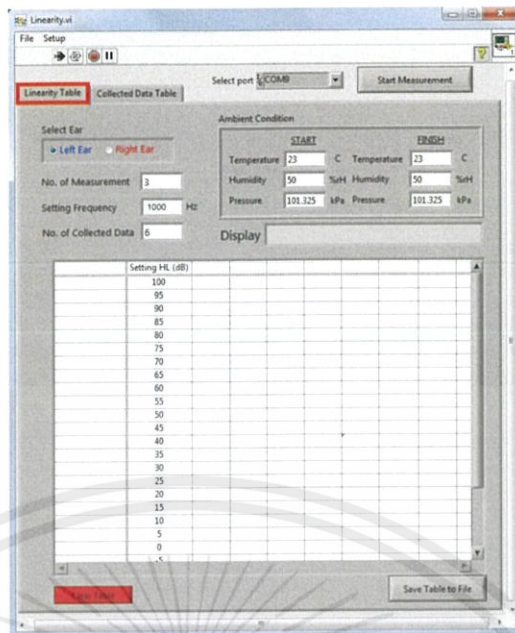 Linearity.vi
File Setup
Select port COM9
Start Measurement
Linearity Table Collected Data Table
Select Ear
Left Ear Right Ear
No. of Measurement 3
Setting Frequency 1000 Hz
No. of Collected Data 6
Ambient Condition
START FINISH
Temperature 23 C Temperature 23 C
Humidity 50 %rH Humidity 50 %rH
Pressure 101.325 kPa Pressure 101.325 kPa
Display
Setting HL (dB)
100
95
90
85
80
75
70
65
60
55
50
45
40
35
30
25
20
15
10
5
0
-5
Save Table to File